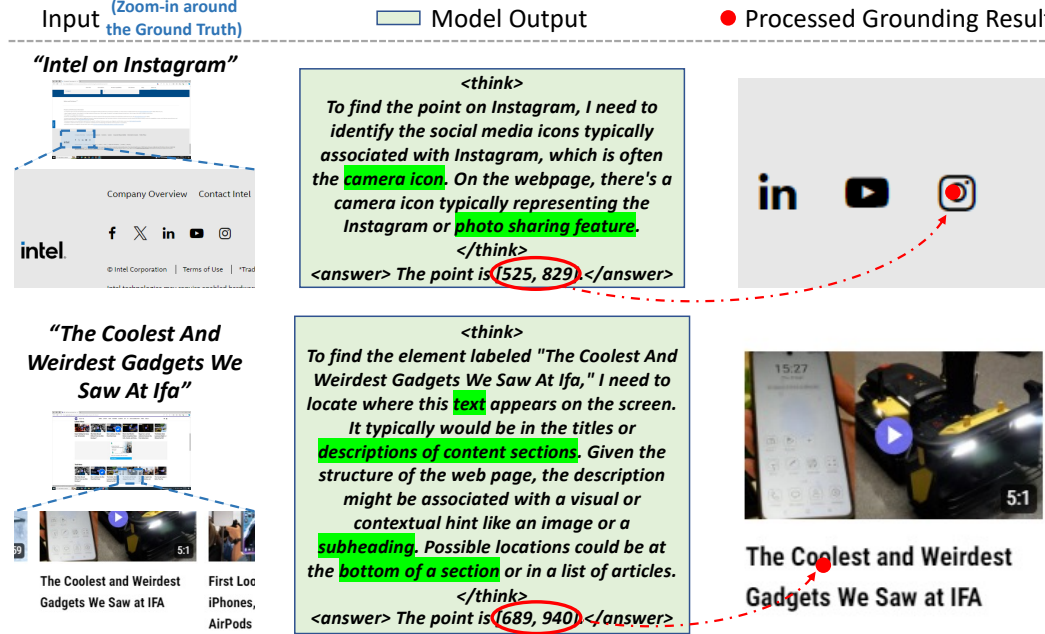 Input (Zoom-in around the Ground Truth)
Model Output
Processed Grounding Result
“Intel on Instagram”
Company Overview Contact Intel
intel.
f X in
© Intel Corporation | Terms of Use | *Trad
<think>
To find the point on Instagram, I need to
identify the social media icons typically
associated with Instagram, which is often
the camera icon. On the webpage, there's a
camera icon typically representing the
Instagram or photo sharing feature.
</think>
<answer> The point is [525, 829].</answer>
in
“The Coolest And
Weirdest Gadgets We
Saw At Ifa”
59
5:1
The Coolest and Weirdest
Gadgets We Saw at IFA
First Loo
iPhones,
AirPods
<think>
To find the element labeled "The Coolest And
Weirdest Gadgets We Saw At Ifa," I need to
locate where this text appears on the screen.
It typically would be in the titles or
descriptions of content sections. Given the
structure of the web page, the description
might be associated with a visual or
contextual hint like an image or a
subheading. Possible locations could be at
the bottom of a section or in a list of articles.
</think>
<answer> The point is [689, 940].</answer>
15:27
5:1
The Coolest and Weirdest
Gadgets We Saw at IFA